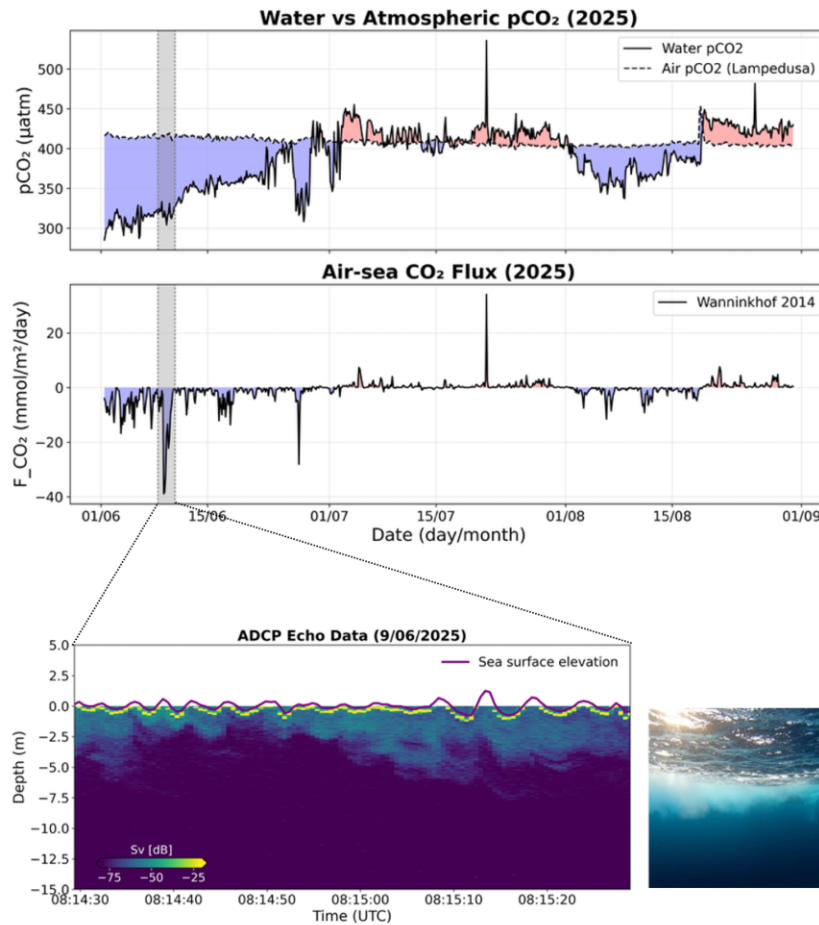 Water vs Atmospheric pCO₂ (2025)
Water pCO2
Air pCO2 (Lampedusa)
pCO₂ (µatm)
500
450
400
350
300
Air-sea CO₂ Flux (2025)
Wanninkhof 2014
F_CO₂ (mmol/m²/day)
20
0
−20
−40
01/06 15/06 01/07 15/07 01/08 15/08 01/09
Date (day/month)
ADCP Echo Data (9/06/2025)
Sea surface elevation
Depth (m)
5.0
2.5
0.0
−2.5
−5.0
−7.5
−10.0
−12.5
−15.0
Sv [dB]
−75 −50 −25
08:14:30 08:14:40 08:14:50 08:15:00 08:15:10 08:15:20
Time (UTC)